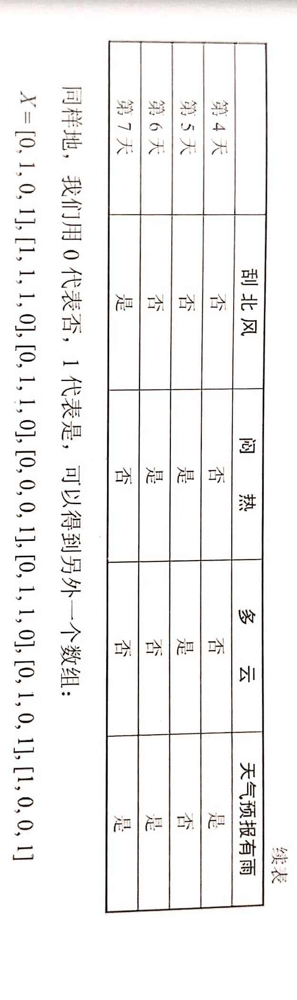 续表
刮北风 闷热 多云 天气预报有雨
第4天 否 否 否 是
第5天 否 是 是 否
第6天 否 是 否 是
第7天 是 否 否 是
同样地，我们用0代表否，1代表是，可以得到另外一个数组：
X = [0, 1, 0, 1], [1, 1, 1, 0], [0, 1, 1, 0], [0, 0, 0, 1], [0, 1, 1, 0], [0, 1, 0, 1], [1, 0, 0, 1]